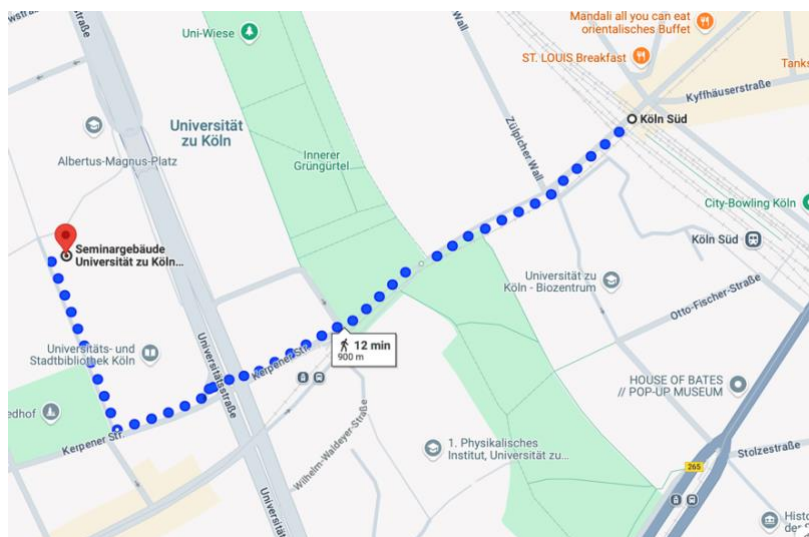 Mandali all you can eat
orientalisches Buffet
Uni-Wiese
ST. LOUIS Breakfast
Tanks
Kyffhäuserstraße
Köln Süd
Zülpicher Wall
Universität
zu Köln
Albertus-Magnus-Platz
Innerer
Grüngürtel
City-Bowling Köln
Köln Süd
Seminargebäude
Universität zu Köln...
Universität zu
Köln - Biozentrum
Otto-Fischer-Straße
12 min
900 m
Universitäts- und
Stadtbibliothek Köln
Universitätsstraße
Kerpener Str.
HOUSE OF BATES
// POP-UP MUSEUM
edhof
Kerpener Str.
Wilhelm-Waldeyer-Straße
1. Physikalisches
Institut, Universität zu...
Stolzestraße
265
Histo
der S